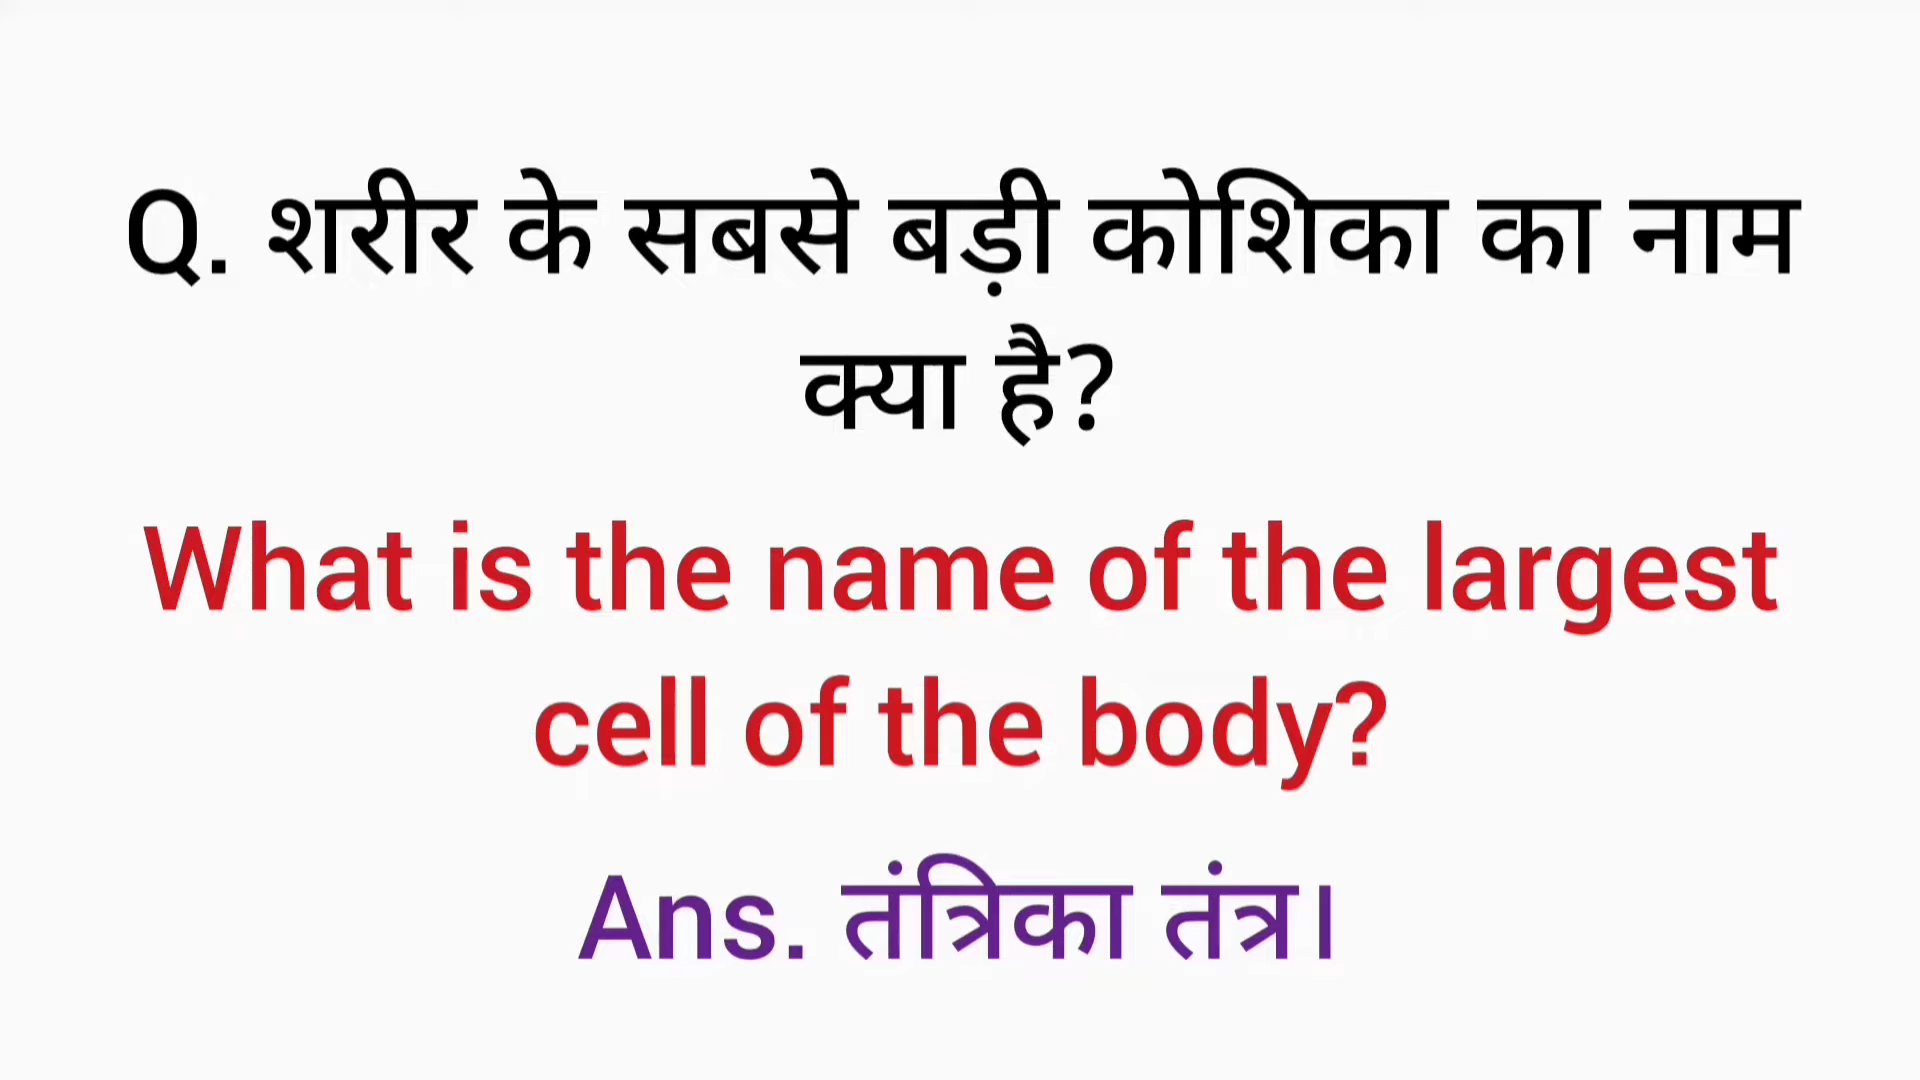 Q. शरीर के सबसे बड़ी कोशिका का नाम
क्या है?
What is the name of the largest
cell of the body?
Ans. तंत्रिका तंत्र।